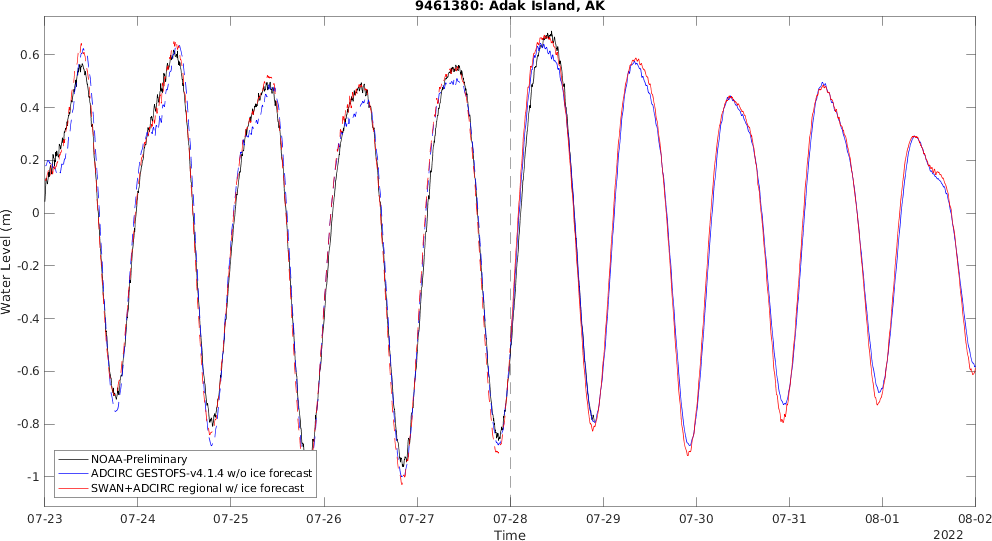 9461380: Adak Island, AK
Water Level (m)
0.6
0.4
0.2
0
-0.2
-0.4
-0.6
-0.8
-1
NOAA-Preliminary
ADCIRC GESTOFS-v4.1.4 w/o ice forecast
SWAN+ADCIRC regional w/ ice forecast
07-23 07-24 07-25 07-26 07-27 07-28 07-29 07-30 07-31 08-01 08-02
Time
2022